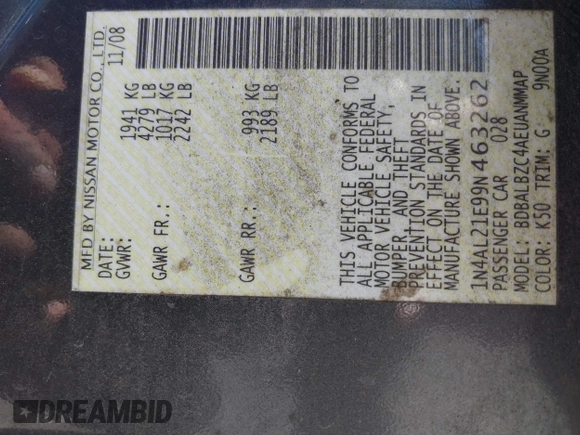 MFD BY NISSAN MOTOR CO., LTD.
DATE: 11/08
GVWR: 1941 KG
4279 LB
GAWR FR.: 1017 KG
2242 LB
GAWR RR.: 993 KG
2189 LB
THIS VEHICLE CONFORMS TO
ALL APPLICABLE FEDERAL
MOTOR VEHICLE SAFETY,
BUMPER, AND THEFT
PREVENTION STANDARDS IN
EFFECT ON THE DATE OF
MANUFACTURE SHOWN ABOVE.
1N4AL21E99N463262
PASSENGER CAR 028
MODEL: BDBALBZC4AEUANMMAP
COLOR: K50 TRIM: G 9N00A
DREAMBID